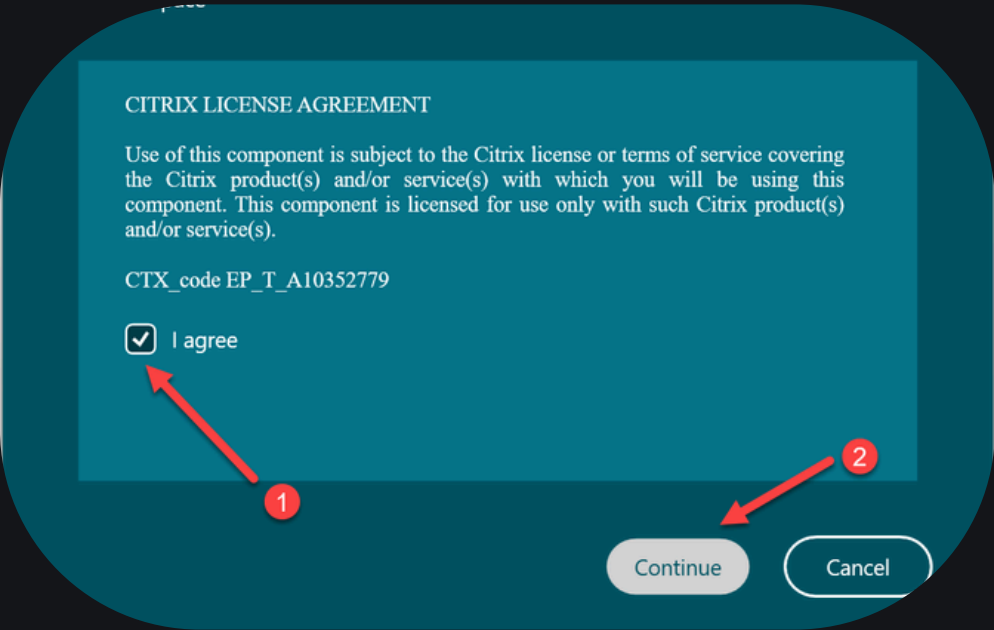 CITRIX LICENSE AGREEMENT
Use of this component is subject to the Citrix license or terms of service covering
the Citrix product(s) and/or service(s) with which you will be using this
component. This component is licensed for use only with such Citrix product(s)
and/or service(s).
CTX_code EP_T_A10352779
I agree
1
2
Continue
Cancel